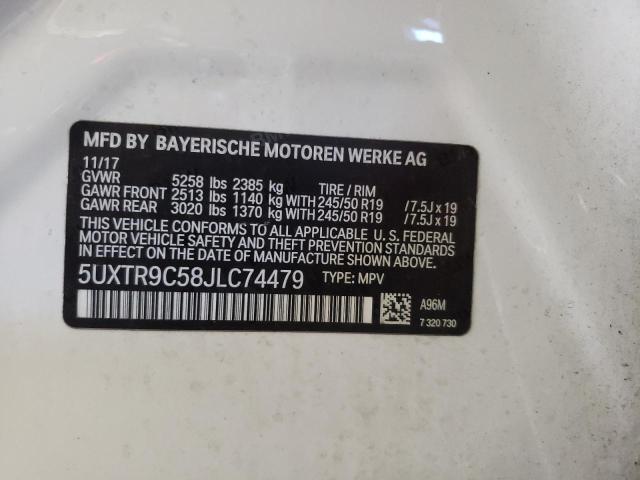 MFD BY BAYERISCHE MOTOREN WERKE AG
11/17
GVWR 5258 lbs 2385 kg TIRE / RIM
GAWR FRONT 2513 lbs 1140 kg WITH 245/50 R19 /7.5J x 19
GAWR REAR 3020 lbs 1370 kg WITH 245/50 R19 /7.5J x 19
THIS VEHICLE CONFORMS TO ALL APPLICABLE U.S. FEDERAL
MOTOR VEHICLE SAFETY AND THEFT PREVENTION STANDARDS
IN EFFECT ON THE DATE OF MANUFACTURE SHOWN ABOVE.
5UXTR9C58JLC74479 TYPE: MPV
A96M
7 320 730